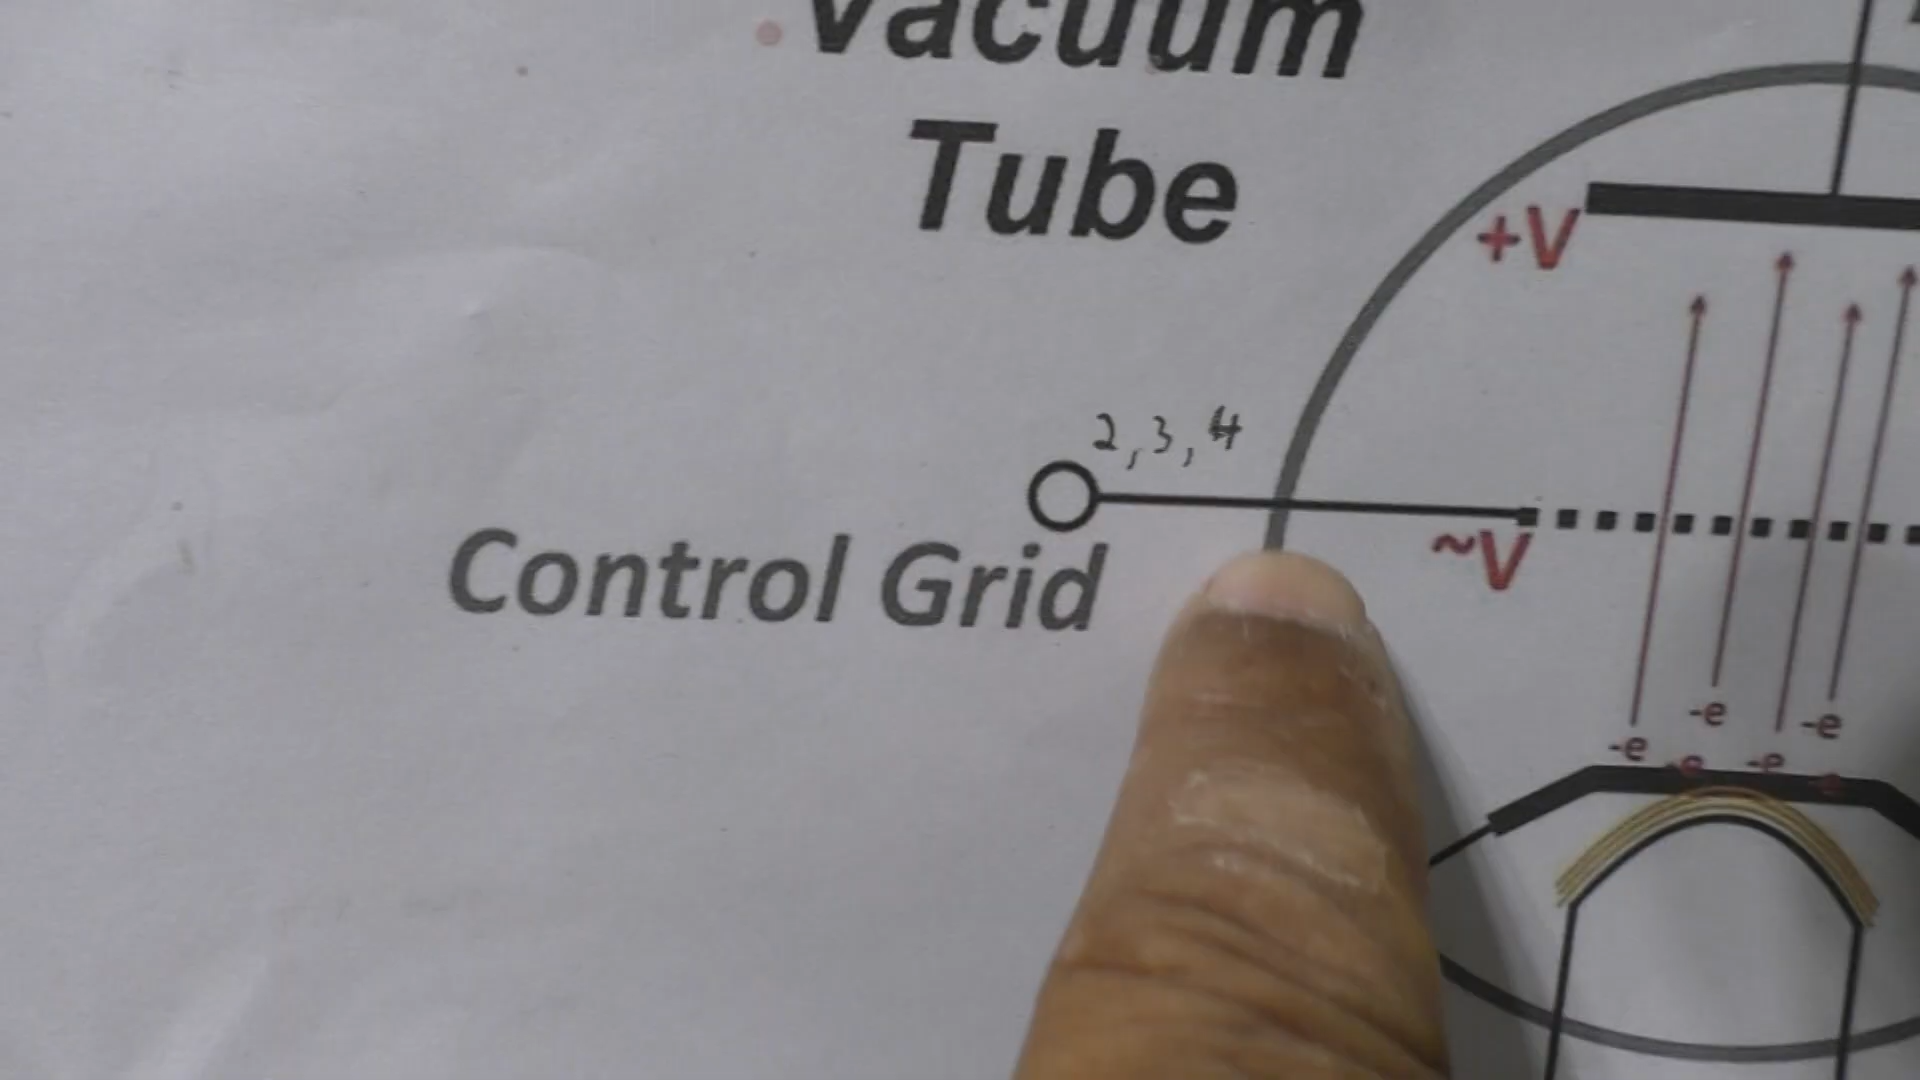 Vacuum
Tube
+V
2, 3, 4
~V
Control Grid
-e -e
-e -e -e -e